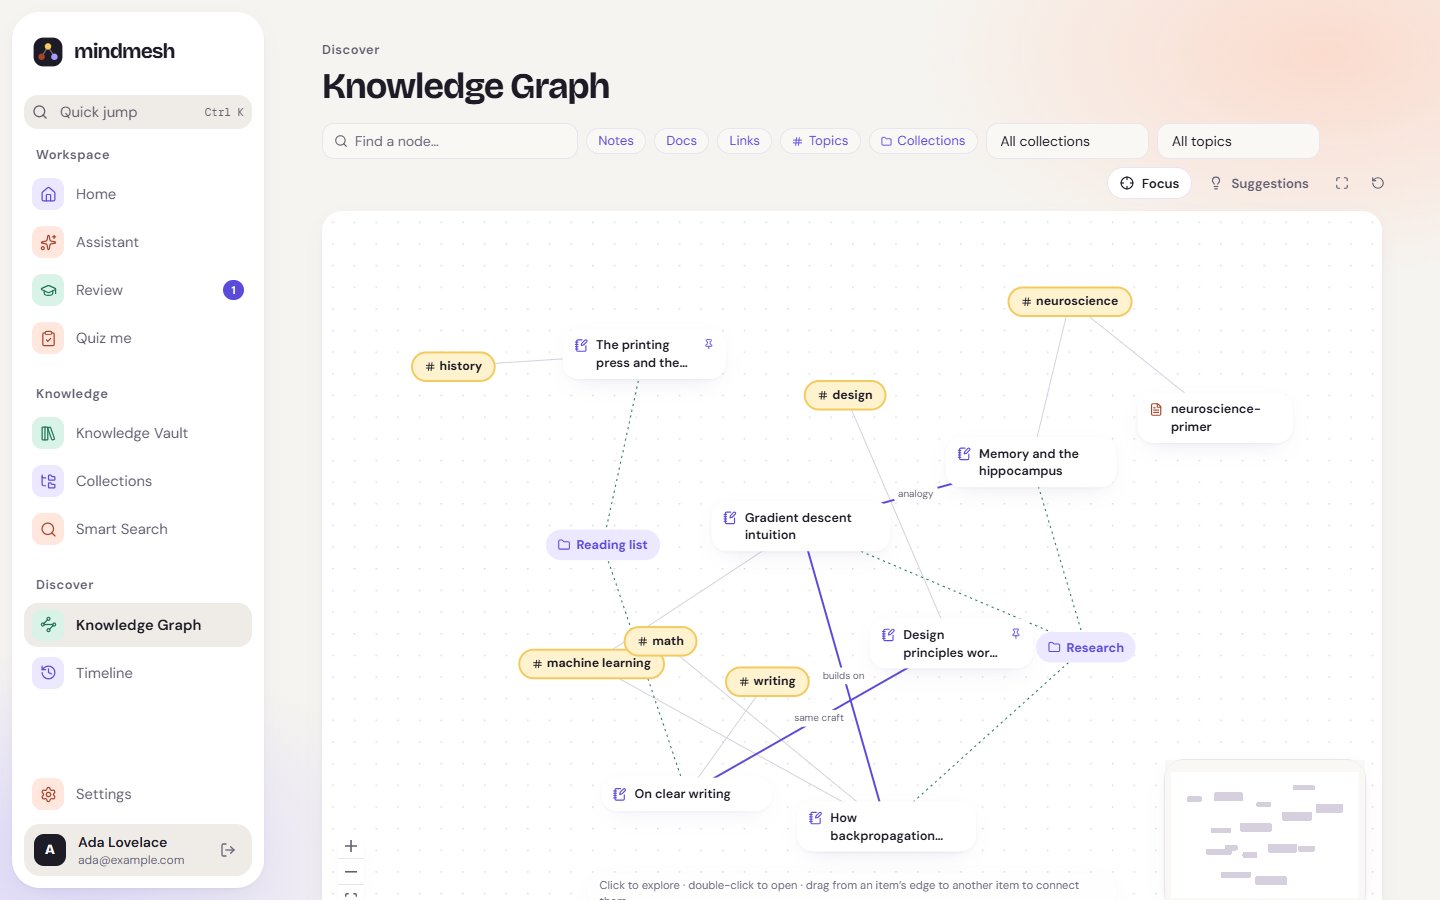 mindmesh
Quick jump
Ctrl K
Workspace
Home
Assistant
Review
1
Quiz me
Knowledge
Knowledge Vault
Collections
Smart Search
Discover
Knowledge Graph
Timeline
Settings
A
Ada Lovelace
ada@example.com
Discover
Knowledge Graph
Find a node...
Notes
Docs
Links
# Topics
Collections
All collections
All topics
Focus
Suggestions
# neuroscience
The printing
press and the...
# history
# design
neuroscience-
primer
Memory and the
hippocampus
analogy
Gradient descent
intuition
Reading list
Design
principles wor...
Research
# math
# machine learning
# writing
builds on
same craft
On clear writing
How
backpropagation...
Click to explore · double-click to open · drag from an item's edge to another item to connect